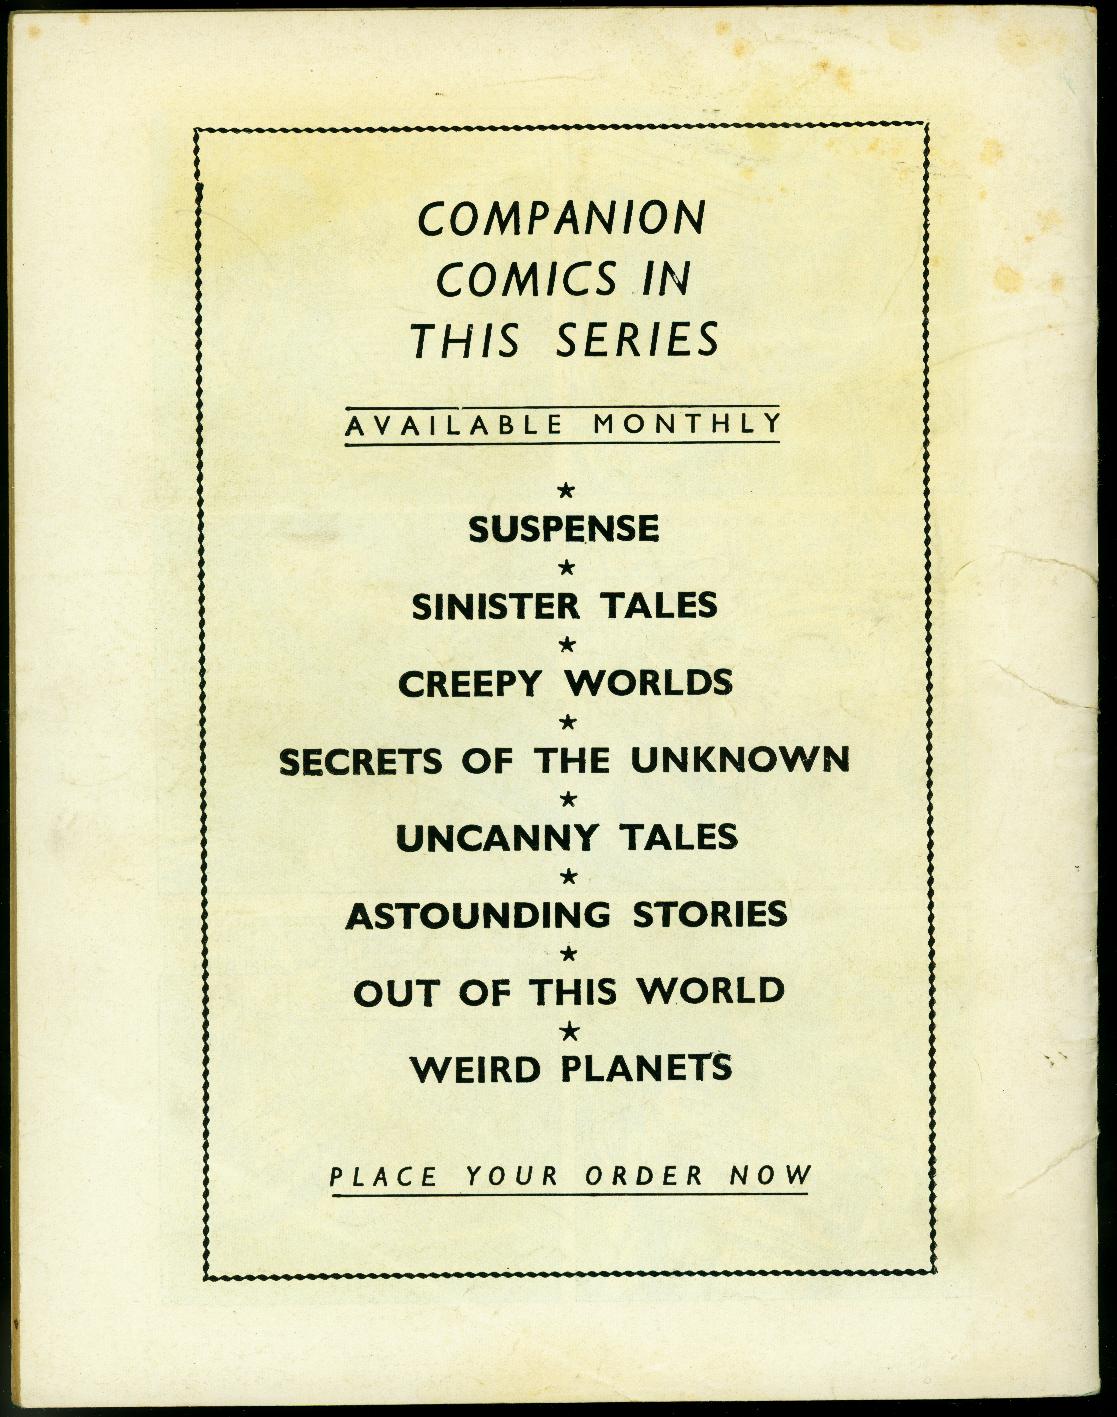 COMPANION
COMICS IN
THIS SERIES
AVAILABLE MONTHLY
★
SUSPENSE
★
SINISTER TALES
★
CREEPY WORLDS
★
SECRETS OF THE UNKNOWN
★
UNCANNY TALES
★
ASTOUNDING STORIES
★
OUT OF THIS WORLD
★
WEIRD PLANETS
PLACE YOUR ORDER NOW